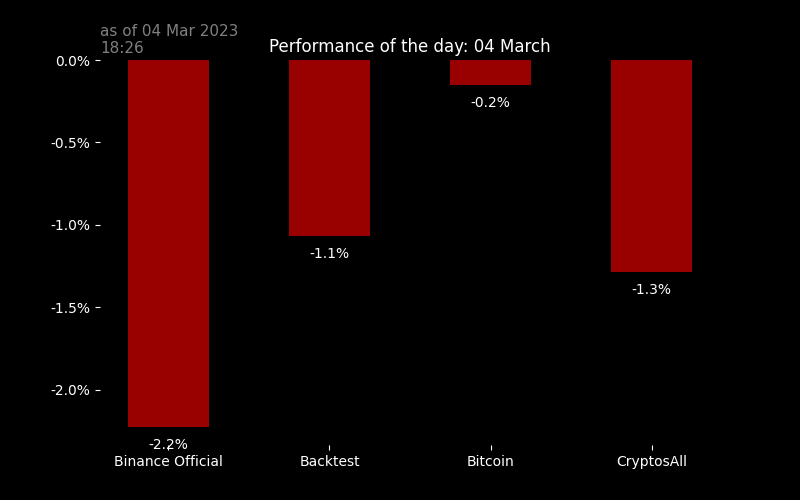 as of 04 Mar 2023
18:26
Performance of the day: 04 March
0.0%
-0.5%
-1.0%
-1.5%
-2.0%
-2.2%
-1.1%
-0.2%
-1.3%
Binance Official
Backtest
Bitcoin
CryptosAll